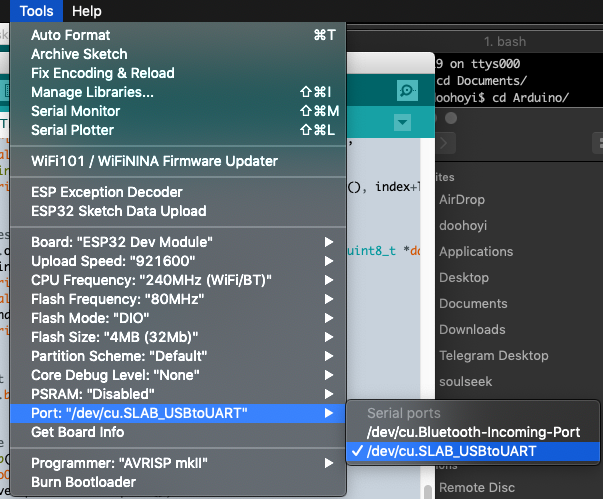 Tools Help
Auto Format ⌘T
Archive Sketch
Fix Encoding & Reload
Manage Libraries... ⇧⌘I
Serial Monitor ⇧⌘M
Serial Plotter ⇧⌘L
WiFi101 / WiFiNINA Firmware Updater
ESP Exception Decoder
ESP32 Sketch Data Upload
Board: "ESP32 Dev Module"
Upload Speed: "921600"
CPU Frequency: "240MHz (WiFi/BT)"
Flash Frequency: "80MHz"
Flash Mode: "DIO"
Flash Size: "4MB (32Mb)"
Partition Scheme: "Default"
Core Debug Level: "None"
PSRAM: "Disabled"
Port: "/dev/cu.SLAB_USBtoUART"
Get Board Info
Programmer: "AVRISP mkII"
Burn Bootloader
Serial ports
/dev/cu.Bluetooth-Incoming-Port
✓ /dev/cu.SLAB_USBtoUART
1. bash
9 on ttys000
cd Documents/
doohoyi$ cd Arduino/
(), index+l
uint8_t *da
ites
AirDrop
doohoyi
Applications
Desktop
Documents
Downloads
Telegram Desktop
soulseek
Remote Disc